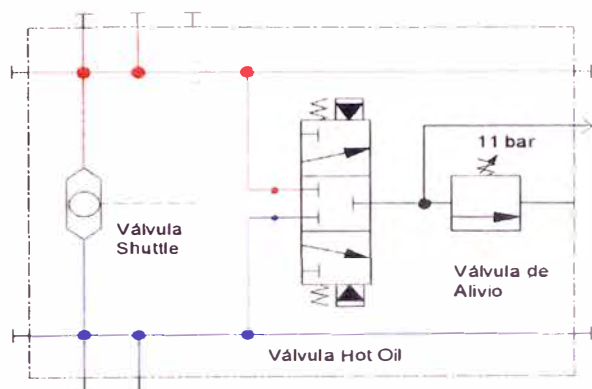 11 bar
Válvula
Shuttle
Válvula de
Alivio
Válvula Hot Oil